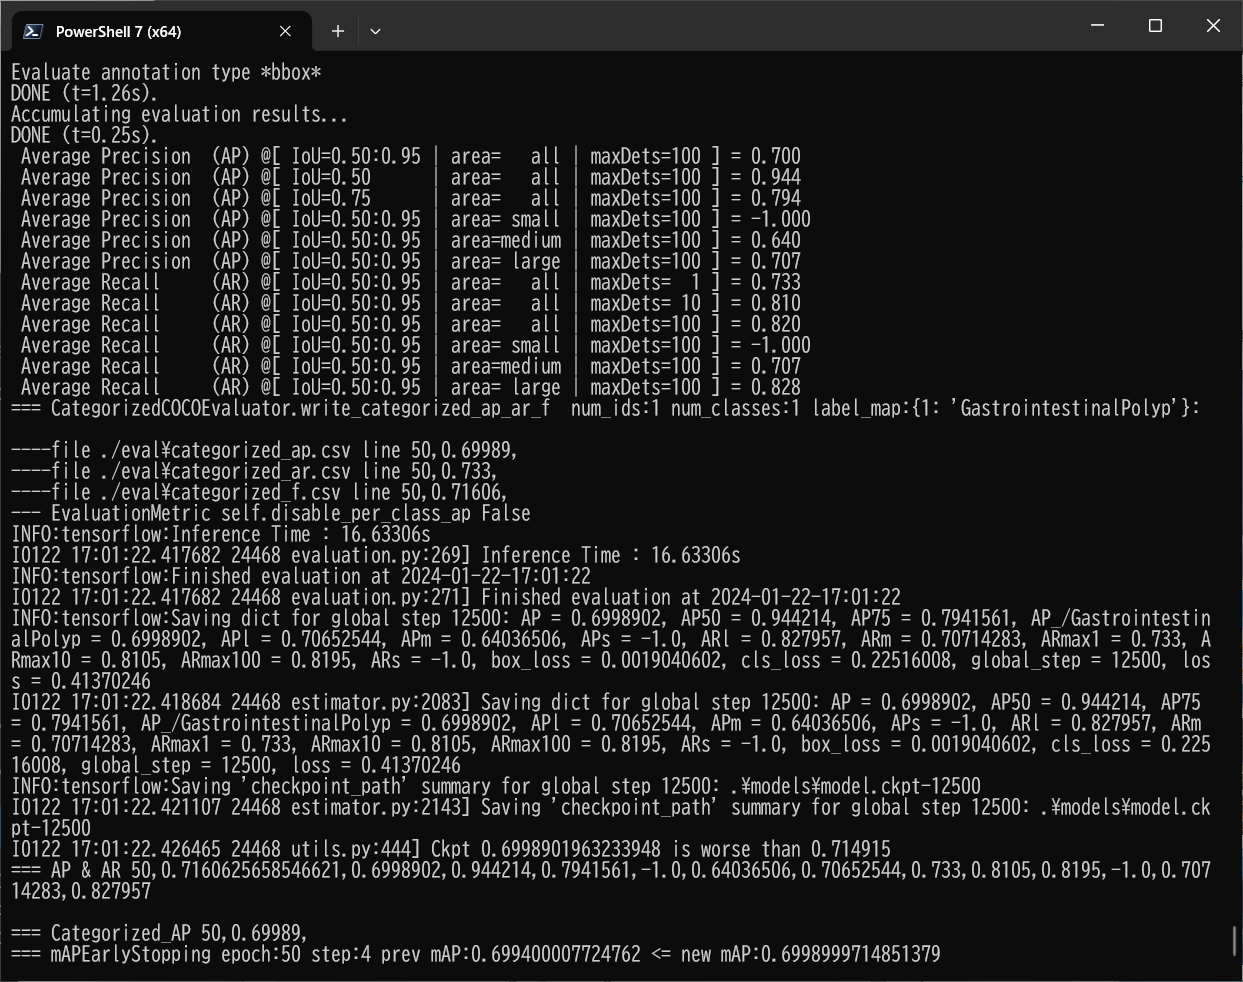 PowerShell 7 (x64)
Evaluate annotation type *bbox*
DONE (t=1.26s).
Accumulating evaluation results...
DONE (t=0.25s).
 Average Precision  (AP) @[ IoU=0.50:0.95 | area=   all | maxDets=100 ] = 0.700
 Average Precision  (AP) @[ IoU=0.50      | area=   all | maxDets=100 ] = 0.944
 Average Precision  (AP) @[ IoU=0.75      | area=   all | maxDets=100 ] = 0.794
 Average Precision  (AP) @[ IoU=0.50:0.95 | area= small | maxDets=100 ] = -1.000
 Average Precision  (AP) @[ IoU=0.50:0.95 | area=medium | maxDets=100 ] = 0.640
 Average Precision  (AP) @[ IoU=0.50:0.95 | area= large | maxDets=100 ] = 0.707
 Average Recall     (AR) @[ IoU=0.50:0.95 | area=   all | maxDets=  1 ] = 0.733
 Average Recall     (AR) @[ IoU=0.50:0.95 | area=   all | maxDets= 10 ] = 0.810
 Average Recall     (AR) @[ IoU=0.50:0.95 | area=   all | maxDets=100 ] = 0.820
 Average Recall     (AR) @[ IoU=0.50:0.95 | area= small | maxDets=100 ] = -1.000
 Average Recall     (AR) @[ IoU=0.50:0.95 | area=medium | maxDets=100 ] = 0.707
 Average Recall     (AR) @[ IoU=0.50:0.95 | area= large | maxDets=100 ] = 0.828
=== CategorizedCOCOEvaluator.write_categorized_ap_ar_f  num_ids:1 num_classes:1 label_map:{1: 'GastrointestinalPolyp'}:
----file ./eval¥categorized_ap.csv line 50,0.69989,
----file ./eval¥categorized_ar.csv line 50,0.733,
----file ./eval¥categorized_f.csv line 50,0.71606,
--- EvaluationMetric self.disable_per_class_ap False
INFO:tensorflow:Inference Time : 16.63306s
I0122 17:01:22.417682 24468 evaluation.py:269] Inference Time : 16.63306s
INFO:tensorflow:Finished evaluation at 2024-01-22-17:01:22
I0122 17:01:22.417682 24468 evaluation.py:271] Finished evaluation at 2024-01-22-17:01:22
INFO:tensorflow:Saving dict for global step 12500: AP = 0.6998902, AP50 = 0.944214, AP75 = 0.7941561, AP_/Gastrointestin
alPolyp = 0.6998902, APl = 0.70652544, APm = 0.64036506, APs = -1.0, ARl = 0.827957, ARm = 0.70714283, ARmax1 = 0.733, A
Rmax10 = 0.8105, ARmax100 = 0.8195, ARs = -1.0, box_loss = 0.0019040602, cls_loss = 0.22516008, global_step = 12500, los
s = 0.41370246
I0122 17:01:22.418684 24468 estimator.py:2083] Saving dict for global step 12500: AP = 0.6998902, AP50 = 0.944214, AP75
= 0.7941561, AP_/GastrointestinalPolyp = 0.6998902, APl = 0.70652544, APm = 0.64036506, APs = -1.0, ARl = 0.827957, ARm
= 0.70714283, ARmax1 = 0.733, ARmax10 = 0.8105, ARmax100 = 0.8195, ARs = -1.0, box_loss = 0.0019040602, cls_loss = 0.225
16008, global_step = 12500, loss = 0.41370246
INFO:tensorflow:Saving 'checkpoint_path' summary for global step 12500: .¥models¥model.ckpt-12500
I0122 17:01:22.421107 24468 estimator.py:2143] Saving 'checkpoint_path' summary for global step 12500: .¥models¥model.ck
pt-12500
I0122 17:01:22.426465 24468 utils.py:444] Ckpt 0.6998901963233948 is worse than 0.714915
=== AP & AR 50,0.7160625658546621,0.6998902,0.944214,0.7941561,-1.0,0.64036506,0.70652544,0.733,0.8105,0.8195,-1.0,0.707
14283,0.827957
=== Categorized_AP 50,0.69989,
=== mAPEarlyStopping epoch:50 step:4 prev mAP:0.699400007724762 <= new mAP:0.6998999714851379